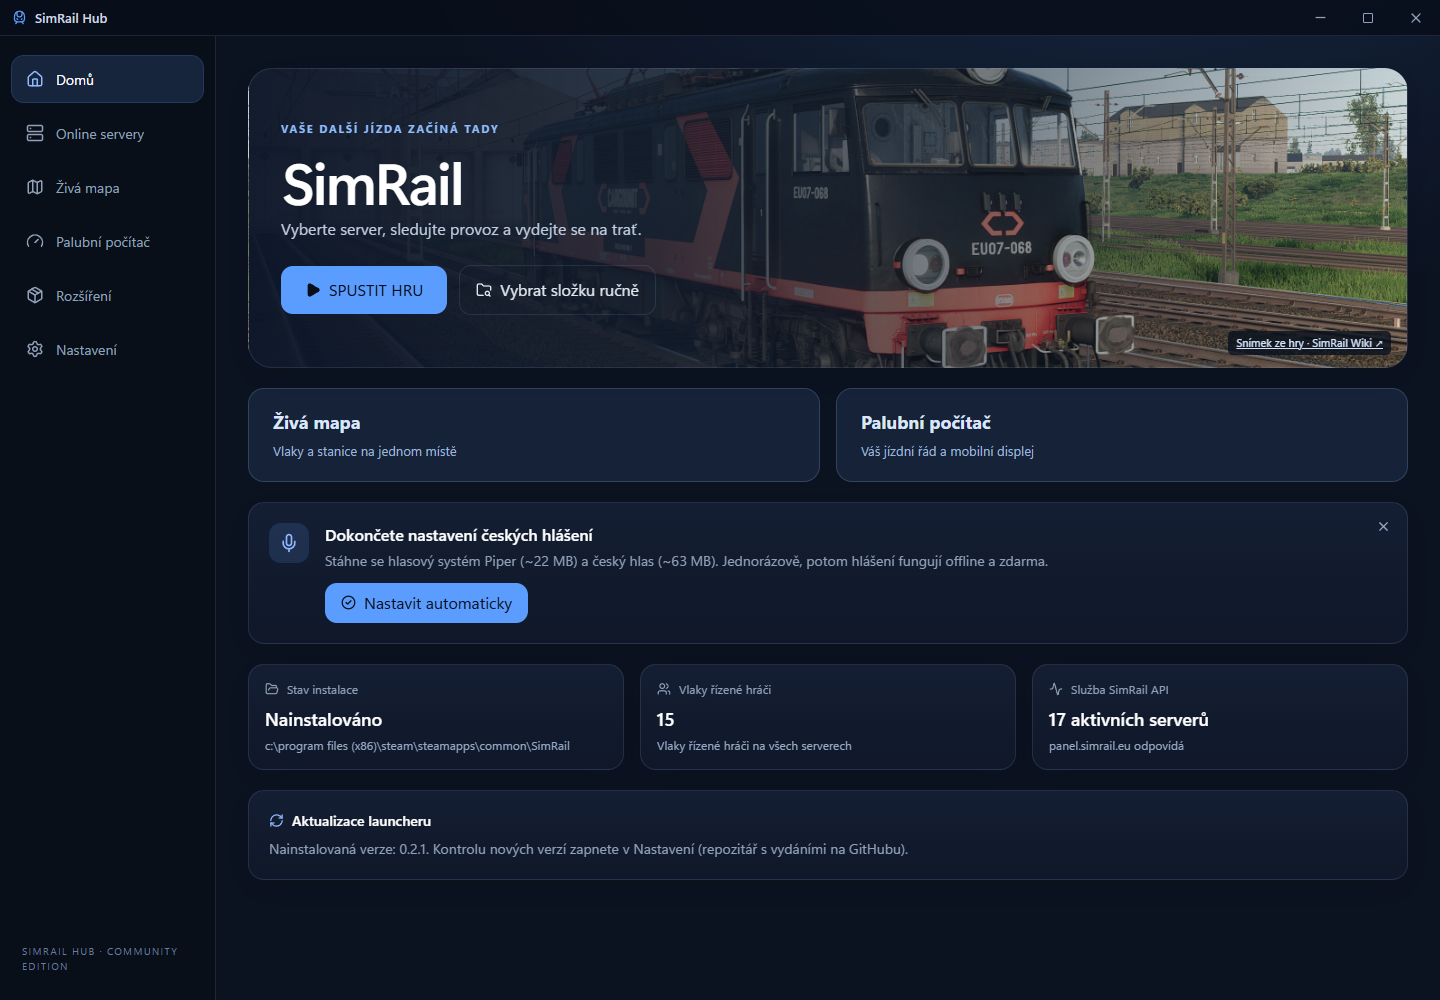 SimRail Hub
Domů
Online servery
Živá mapa
Palubní počítač
Rozšíření
Nastavení
SIMRAIL HUB · COMMUNITY
EDITION
VAŠE DALŠÍ JÍZDA ZAČÍNÁ TADY
SimRail
Vyberte server, sledujte provoz a vydejte se na trať.
SPUSTIT HRU
Vybrat složku ručně
EU07-068
EU07-068
Snímek ze hry · SimRail Wiki ↗
Živá mapa
Vlaky a stanice na jednom místě
Palubní počítač
Váš jízdní řád a mobilní displej
Dokončete nastavení českých hlášení
Stáhne se hlasový systém Piper (~22 MB) a český hlas (~63 MB). Jednorázově, potom hlášení fungují offline a zdarma.
Nastavit automaticky
Stav instalace
Nainstalováno
c:\program files (x86)\steam\steamapps\common\SimRail
Vlaky řízené hráči
15
Vlaky řízené hráči na všech serverech
Služba SimRail API
17 aktivních serverů
panel.simrail.eu odpovídá
Aktualizace launcheru
Nainstalovaná verze: 0.2.1. Kontrolu nových verzí zapnete v Nastavení (repozitář s vydáními na GitHubu).